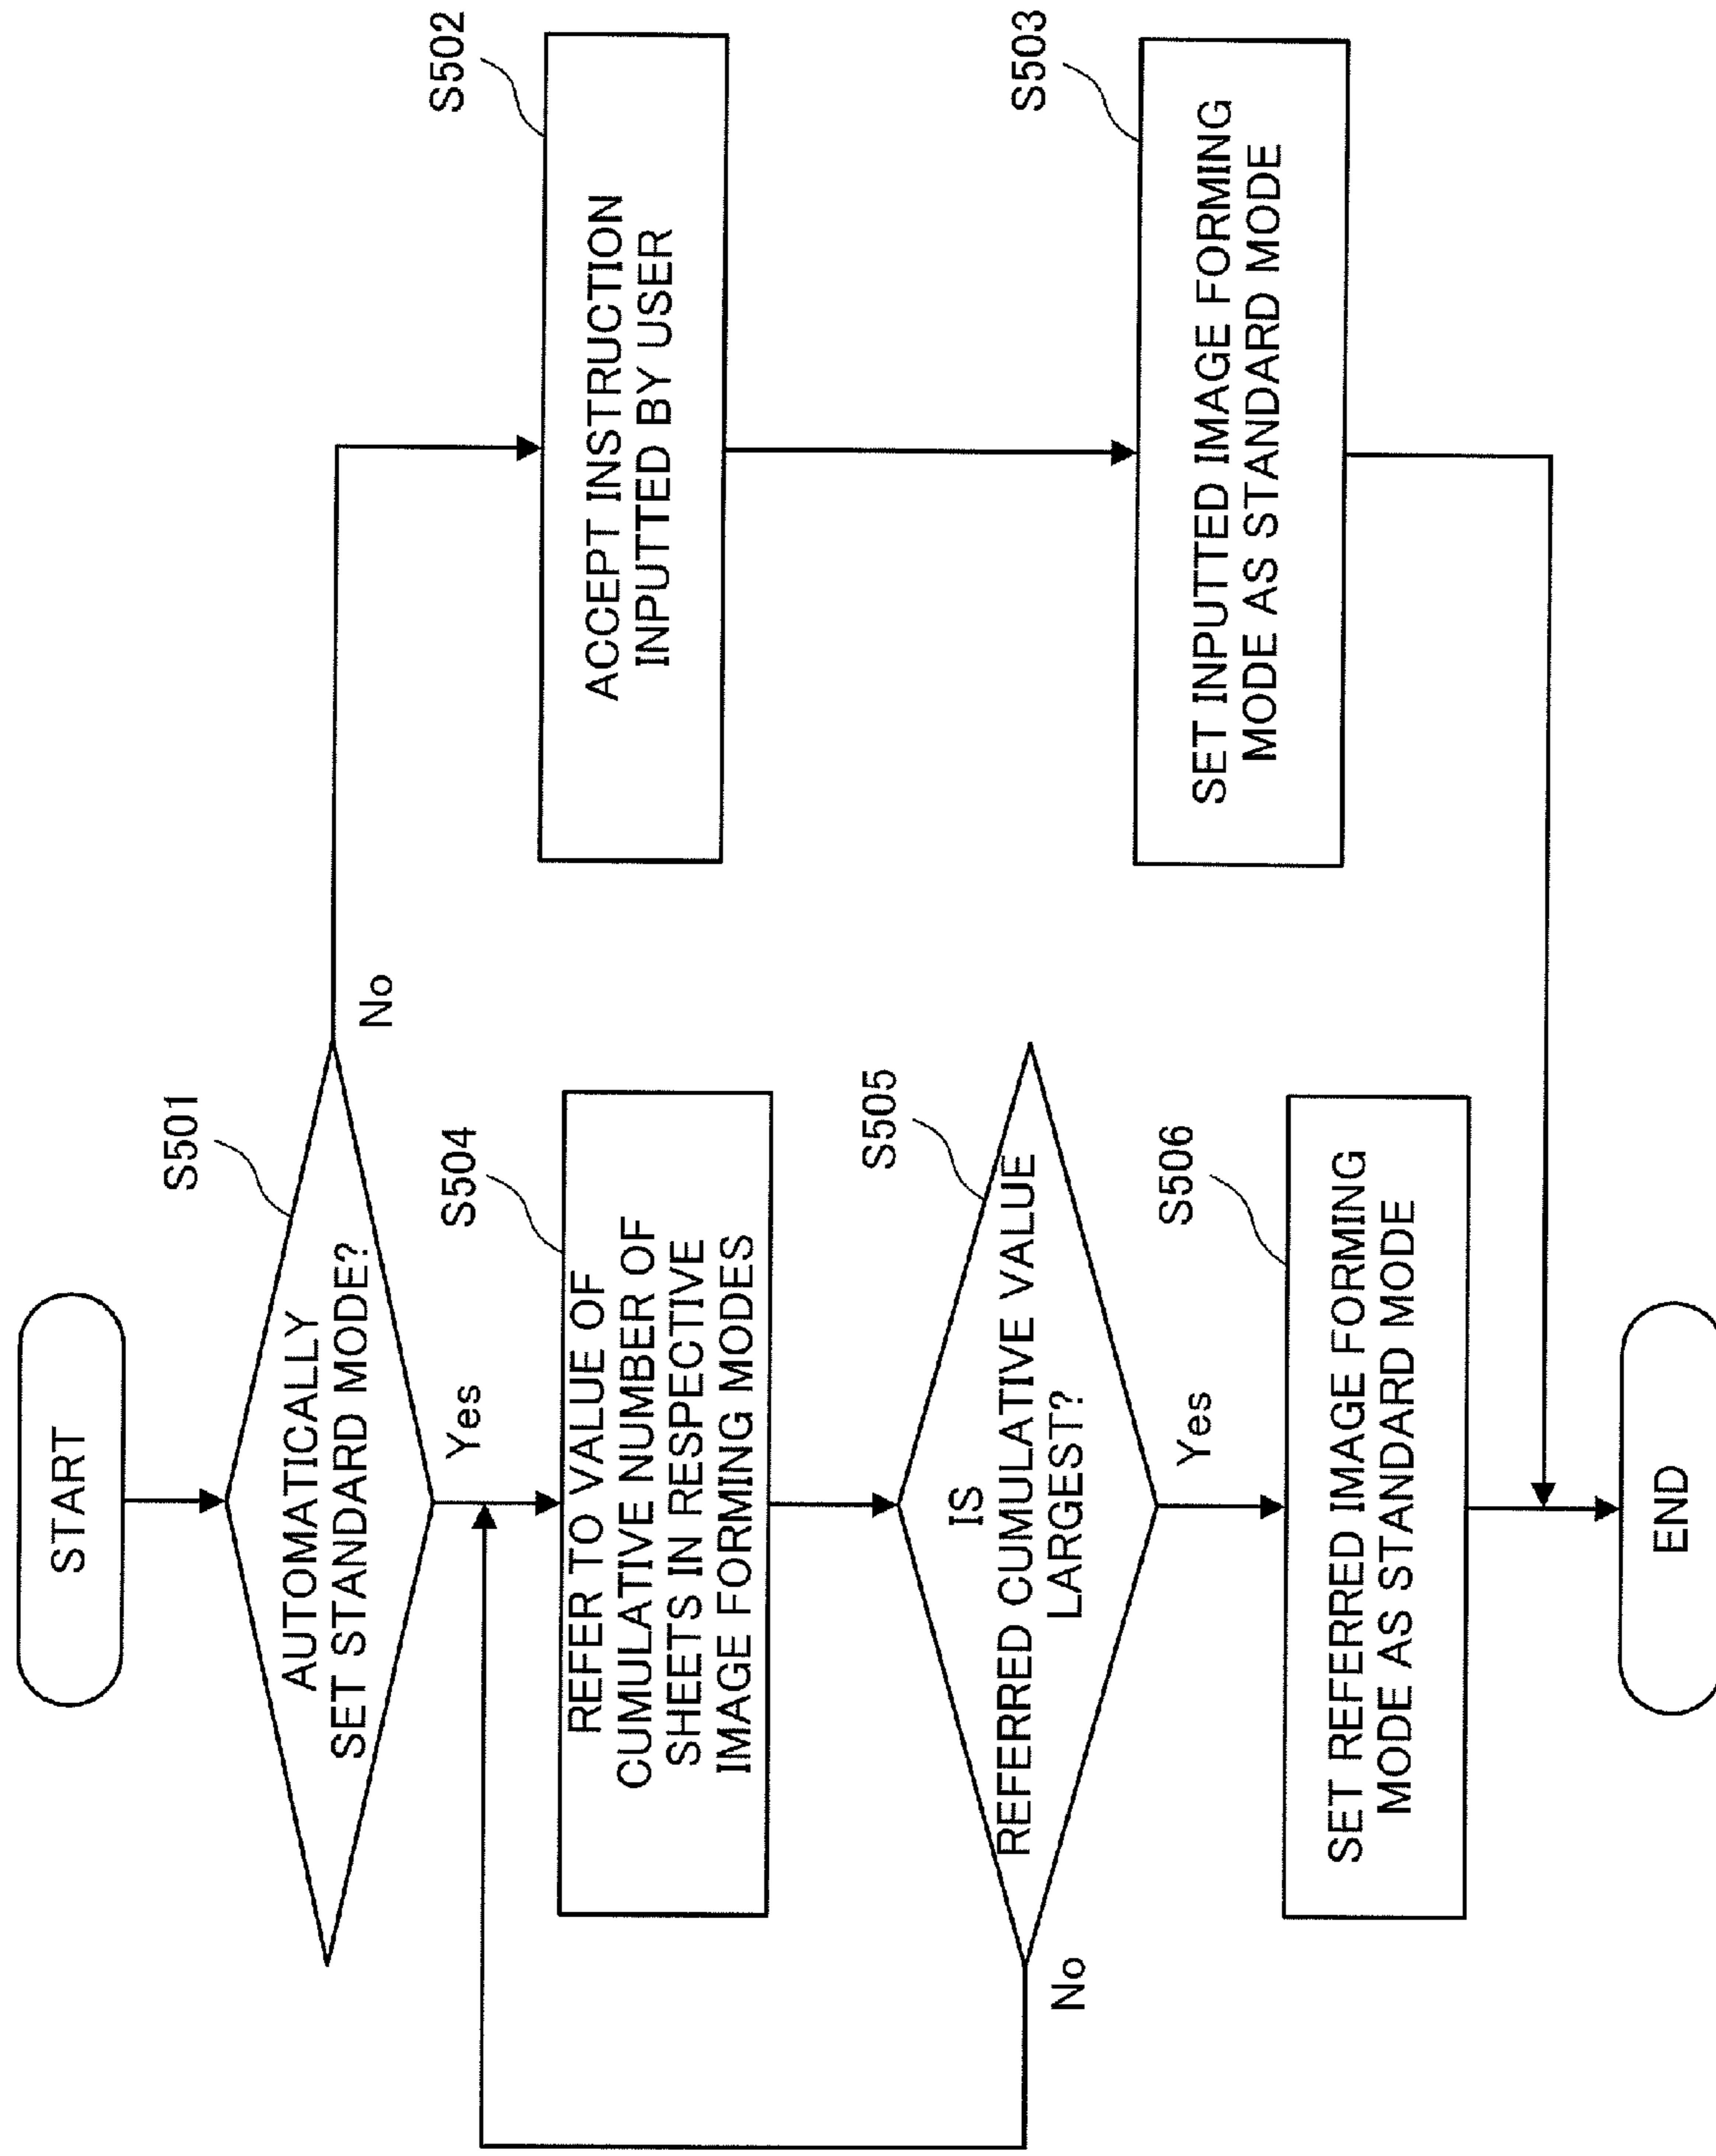 START
S501
AUTOMATICALLY
SET STANDARD MODE?
No
Yes
S502
ACCEPT INSTRUCTION
INPUTTED BY USER
S504
REFER TO VALUE OF
CUMULATIVE NUMBER OF
SHEETS IN RESPECTIVE
IMAGE FORMING MODES
S503
SET INPUTTED IMAGE FORMING
MODE AS STANDARD MODE
S505
IS
REFERRED CUMULATIVE VALUE
LARGEST?
No
Yes
S506
SET REFERRED IMAGE FORMING
MODE AS STANDARD MODE
END